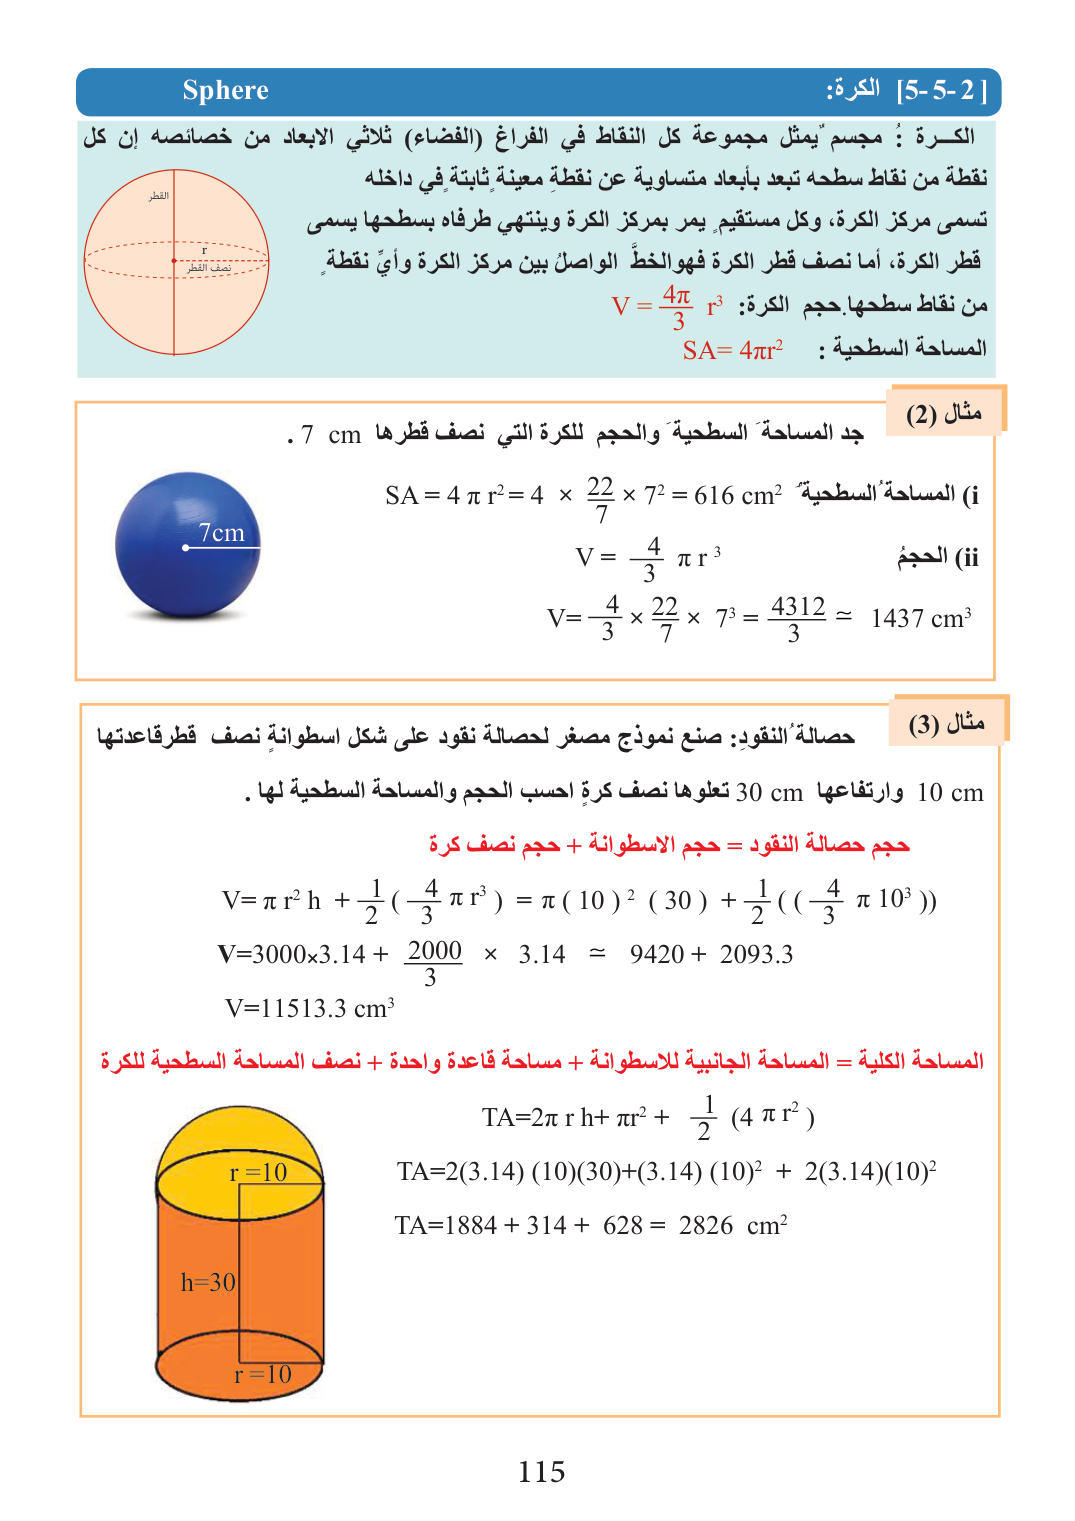 [5-5-2] الكرة: Sphere
الكـــرة : مجسم ٌيمثل مجموعة كل النقاط في الفراغ (الفضاء) ثلاثي الابعاد من خصائصه إن كل
نقطة من نقاط سطحه تبعد بأبعاد متساوية عن نقطةِ معينة ٍثابتة ٍفي داخله
تسمى مركز الكرة، وكل مستقيم ٍ يمر بمركز الكرة وينتهي طرفاه بسطحها يسمى
قطر الكرة، أما نصف قطر الكرة فهوالخطَّ الواصلُ بين مركز الكرة وأيِّ نقطة ٍ
من نقاط سطحها.حجم الكرة: V = 4π/3 r³
المساحة السطحية : SA= 4πr²
القطر
r
نصف القطر
مثال (2)
جد المساحة َ السطحية َ والحجم للكرة التي نصف قطرها 7 cm .
i) المساحة ُالسطحية ُ SA = 4 π r² = 4 × 22/7 × 7² = 616 cm²
7cm
ii) الحجمُ V = 4/3 π r ³
V= 4/3 × 22/7 × 7³ = 4312/3 ≃ 1437 cm³
مثال (3)
حصالة ُالنقودِ: صنع نموذج مصغر لحصالة نقود على شكل اسطوانةٍ نصف قطرقاعدتها
10 cm وارتفاعها 30 cm تعلوها نصف كرةٍ احسب الحجم والمساحة السطحية لها .
حجم حصالة النقود = حجم الاسطوانة + حجم نصف كرة
V= π r² h + 1/2 ( 4/3 π r³ ) = π ( 10 ) ² ( 30 ) + 1/2 ( ( 4/3 π 10³ ))
V=3000×3.14 + 2000/3 × 3.14 ≃ 9420 + 2093.3
V=11513.3 cm³
المساحة الكلية = المساحة الجانبية للاسطوانة + مساحة قاعدة واحدة + نصف المساحة السطحية للكرة
TA=2π r h+ πr² + 1/2 (4 π r² )
TA=2(3.14) (10)(30)+(3.14) (10)² + 2(3.14)(10)²
TA=1884 + 314 + 628 = 2826 cm²
r =10
h=30
r =10
115